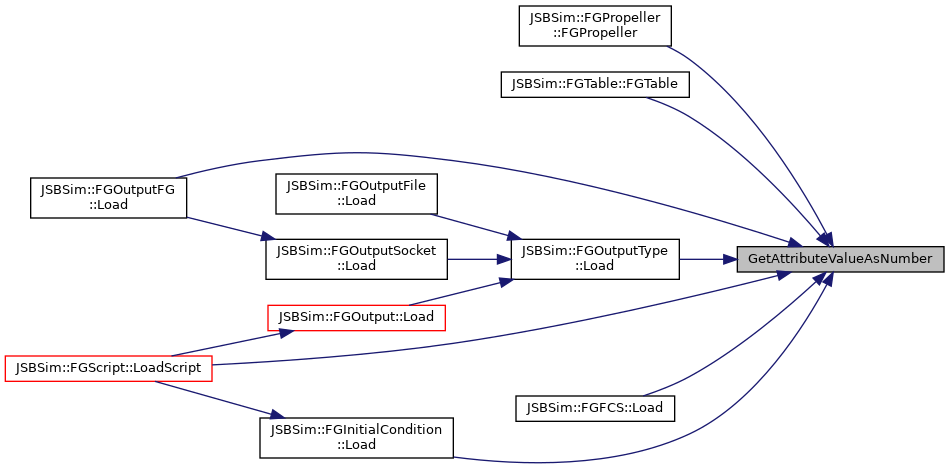 JSBSim::FGPropeller
::FGPropeller
JSBSim::FGTable::FGTable
JSBSim::FGOutputFG
::Load
JSBSim::FGOutputFile
::Load
JSBSim::FGOutputSocket
::Load
JSBSim::FGOutputType
::Load
GetAttributeValueAsNumber
JSBSim::FGOutput::Load
JSBSim::FGScript::LoadScript
JSBSim::FGFCS::Load
JSBSim::FGInitialCondition
::Load